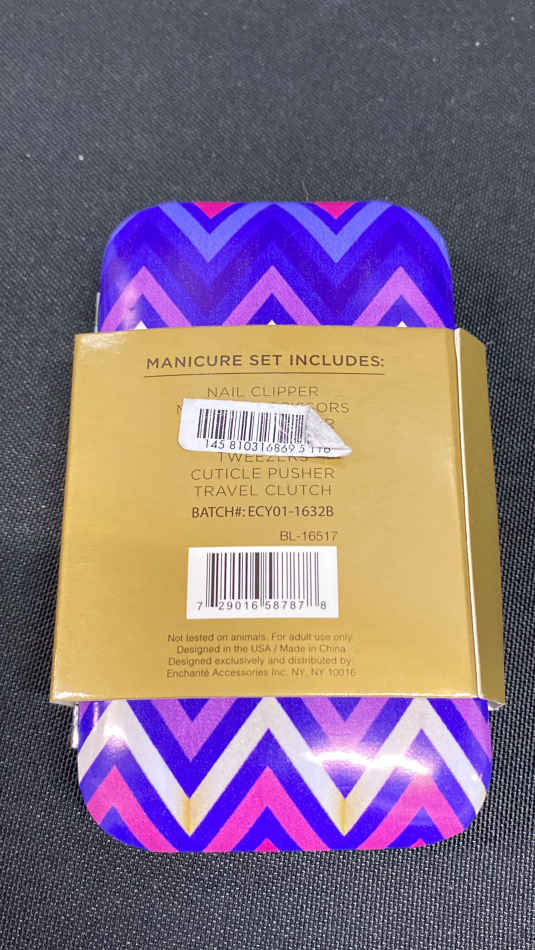 MANICURE SET INCLUDES:
NAIL CLIPPER
TWEEZERS
CUTICLE PUSHER
TRAVEL CLUTCH
BATCH#: ECY01-1632B
BL-16517
7 29016 58787 8
Not tested on animals. For adult use only.
Designed in the USA / Made in China
Designed exclusively and distributed by:
Enchanté Accessories Inc. NY, NY 10016